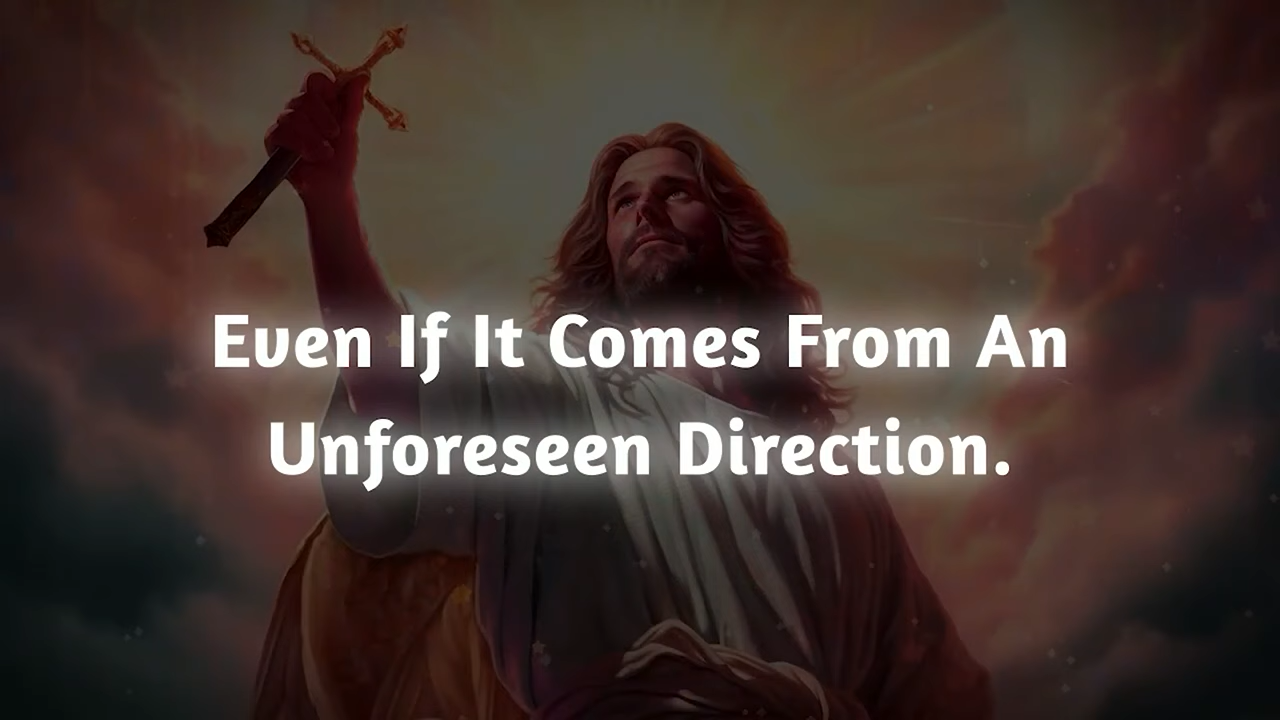 Even If It Comes From An
Unforeseen Direction.